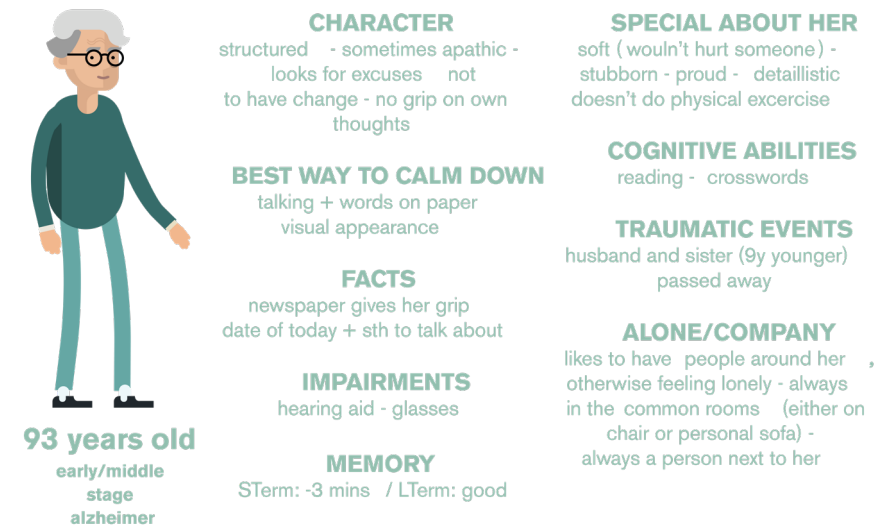 CHARACTER
structured - sometimes apathic -
looks for excuses not
to have change - no grip on own
thoughts
BEST WAY TO CALM DOWN
talking + words on paper
visual appearance
FACTS
newspaper gives her grip
date of today + sth to talk about
IMPAIRMENTS
hearing aid - glasses
MEMORY
STerm: -3 mins / LTerm: good
SPECIAL ABOUT HER
soft ( wouln't hurt someone ) -
stubborn - proud - detaillistic
doesn't do physical excercise
COGNITIVE ABILITIES
reading - crosswords
TRAUMATIC EVENTS
husband and sister (9y younger)
passed away
ALONE/COMPANY
likes to have people around her ,
otherwise feeling lonely - always
in the common rooms (either on
chair or personal sofa) -
always a person next to her
93 years old
early/middle
stage
alzheimer